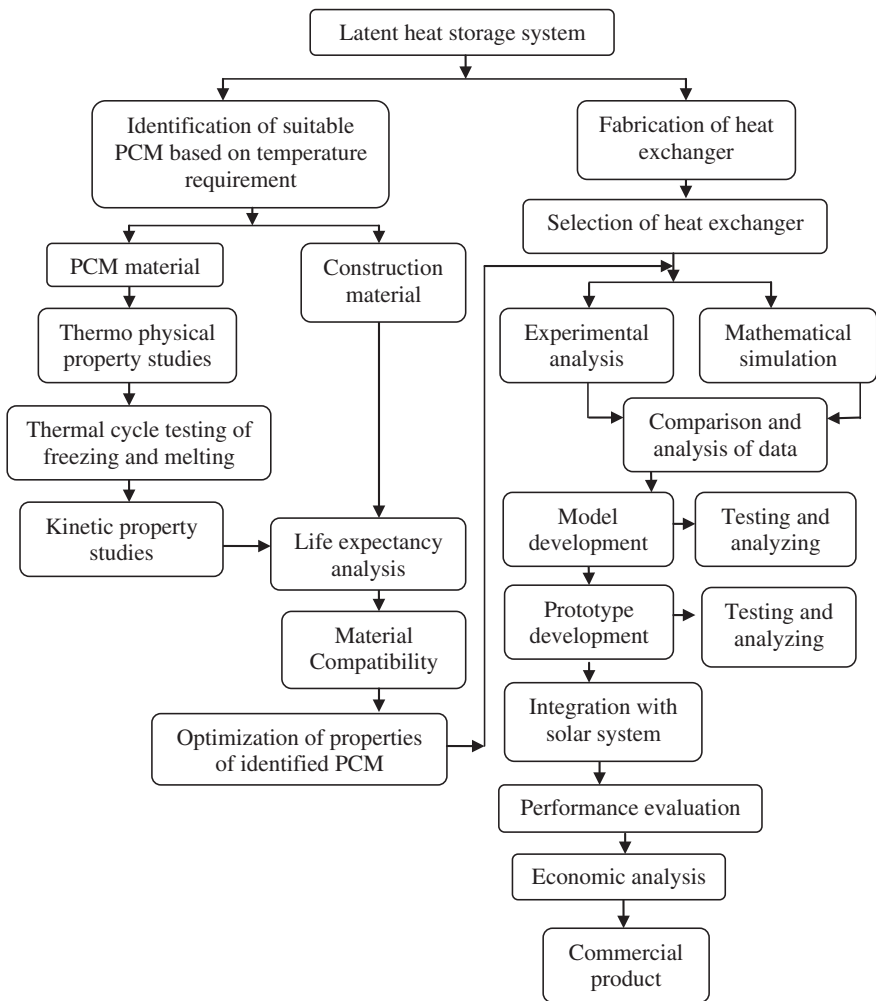 Latent heat storage system
Identification of suitable
PCM based on temperature
requirement
Fabrication of heat
exchanger
Selection of heat exchanger
PCM material
Construction
material
Thermo physical
property studies
Experimental
analysis
Mathematical
simulation
Thermal cycle testing of
freezing and melting
Comparison and
analysis of data
Kinetic property
studies
Life expectancy
analysis
Model
development
Testing and
analyzing
Material
Compatibility
Prototype
development
Testing and
analyzing
Optimization of properties
of identified PCM
Integration with
solar system
Performance evaluation
Economic analysis
Commercial
product